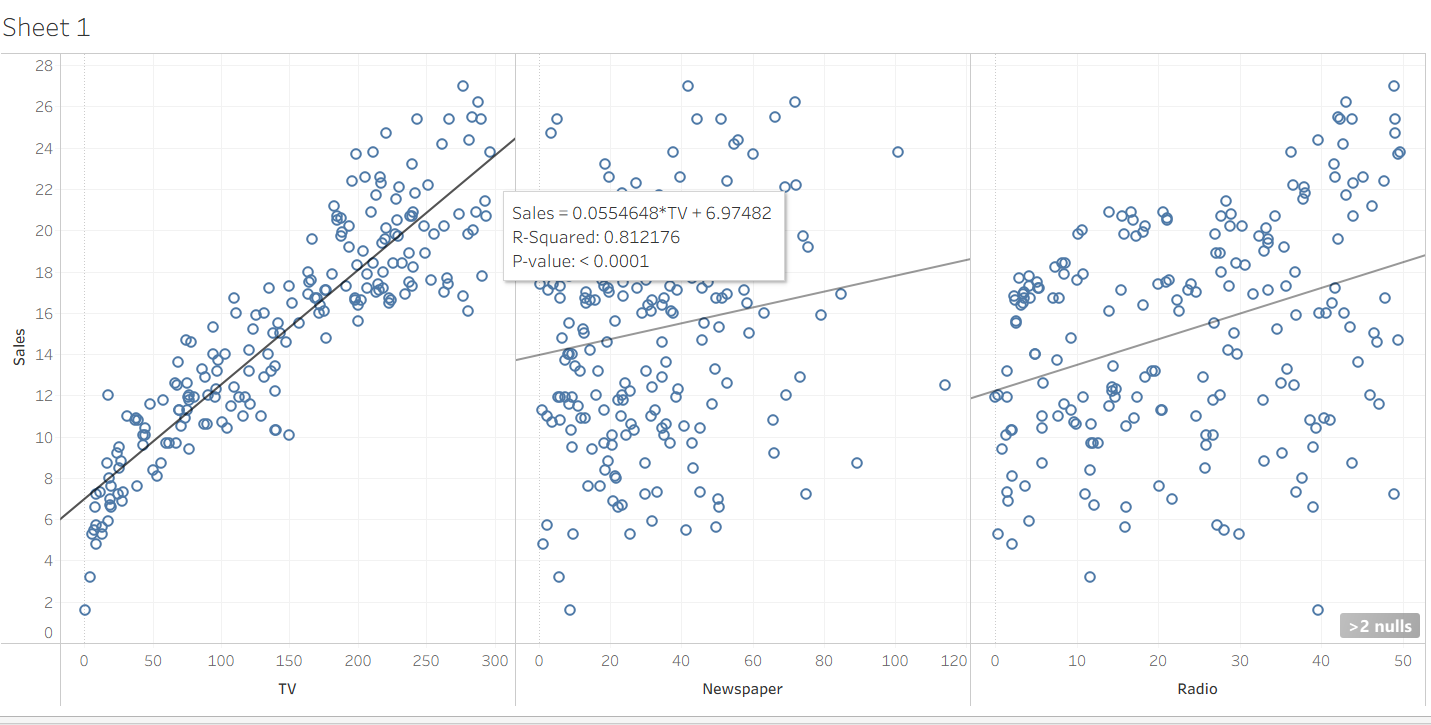 Sheet 1
28
26
24
22
20
18
16
14
12
10
8
6
4
2
0
Sales
Sales = 0.0554648*TV + 6.97482
R-Squared: 0.812176
P-value: < 0.0001
>2 nulls
0 50 100 150 200 250 300
0 20 40 60 80 100 120
0 10 20 30 40 50
TV
Newspaper
Radio